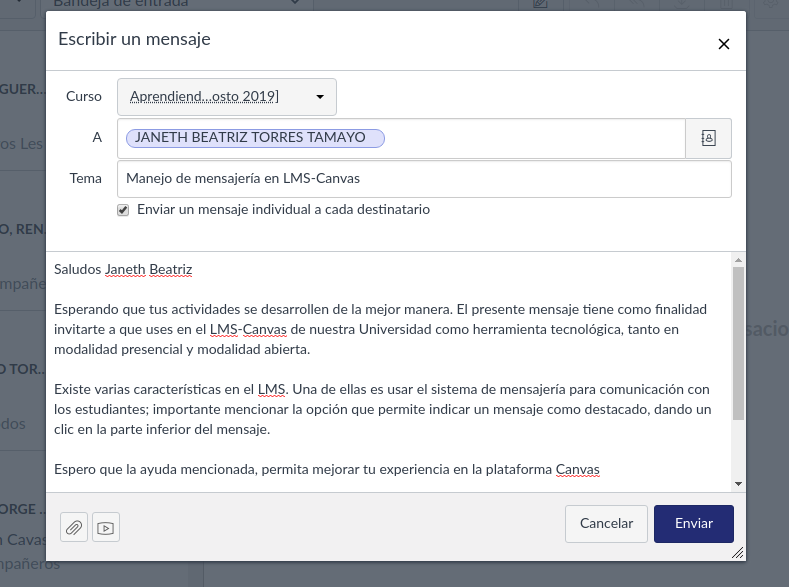 Bandeja de entrada
Escribir un mensaje
Curso
Aprendiend...osto 2019]
A
JANETH BEATRIZ TORRES TAMAYO
Tema
Manejo de mensajería en LMS-Canvas
Enviar un mensaje individual a cada destinatario
Saludos Janeth Beatriz
Esperando que tus actividades se desarrollen de la mejor manera. El presente mensaje tiene como finalidad
invitarte a que uses en el LMS-Canvas de nuestra Universidad como herramienta tecnológica, tanto en
modalidad presencial y modalidad abierta.
Existe varias características en el LMS. Una de ellas es usar el sistema de mensajería para comunicación con
los estudiantes; importante mencionar la opción que permite indicar un mensaje como destacado, dando un
clic en la parte inferior del mensaje.
Espero que la ayuda mencionada, permita mejorar tu experiencia en la plataforma Canvas
Cancelar
Enviar
GUER...
os Les
O, REN
mpañe
O TOR..
dos
ORGE ..
n Cavas
mpañeros
sacio